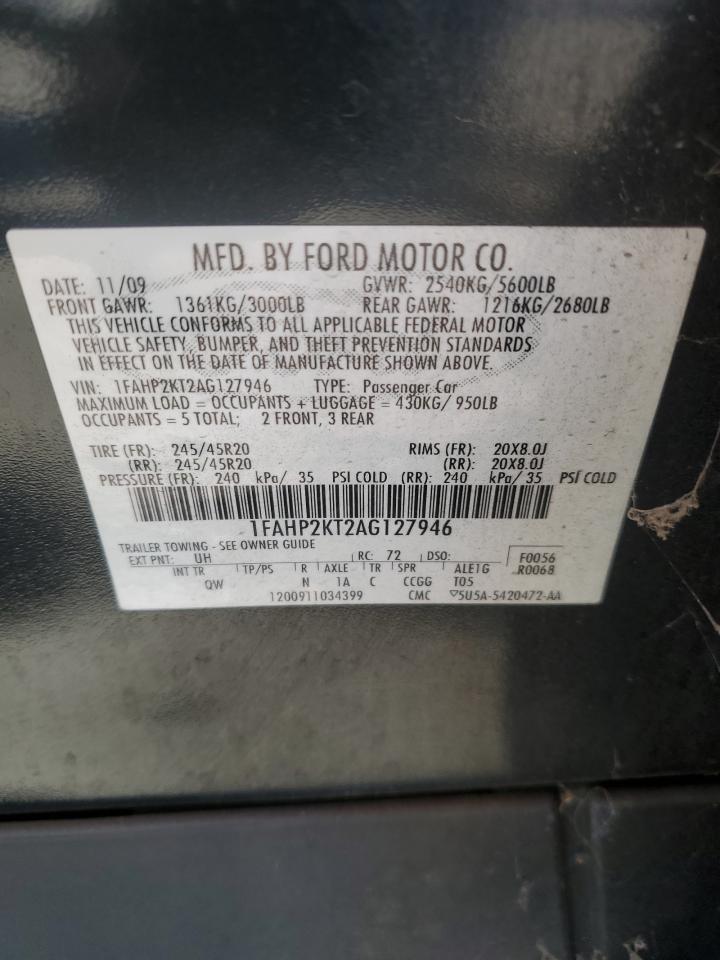 MFD. BY FORD MOTOR CO.
DATE: 11/09 GVWR: 2540KG/5600LB
FRONT GAWR: 1361KG/3000LB REAR GAWR: 1216KG/2680LB
THIS VEHICLE CONFORMS TO ALL APPLICABLE FEDERAL MOTOR
VEHICLE SAFETY, BUMPER, AND THEFT PREVENTION STANDARDS
IN EFFECT ON THE DATE OF MANUFACTURE SHOWN ABOVE.
VIN: 1FAHP2KT2AG127946 TYPE: Passenger Car
MAXIMUM LOAD = OCCUPANTS + LUGGAGE = 430KG/ 950LB
OCCUPANTS = 5 TOTAL; 2 FRONT, 3 REAR
TIRE (FR): 245/45R20 RIMS (FR): 20X8.0J
(RR): 245/45R20 (RR): 20X8.0J
PRESSURE (FR): 240 kPa/ 35 PSI COLD (RR): 240 kPa/ 35 PSI COLD
1FAHP2KT2AG127946
TRAILER TOWING - SEE OWNER GUIDE
EXT PNT: UH RC: 72 DSO: F0056
INT TR TP/PS R AXLE TR SPR ALE1G R0068
QW N 1A C CCGG T05
1200911034399 CMC ▽5U5A-5420472-AA